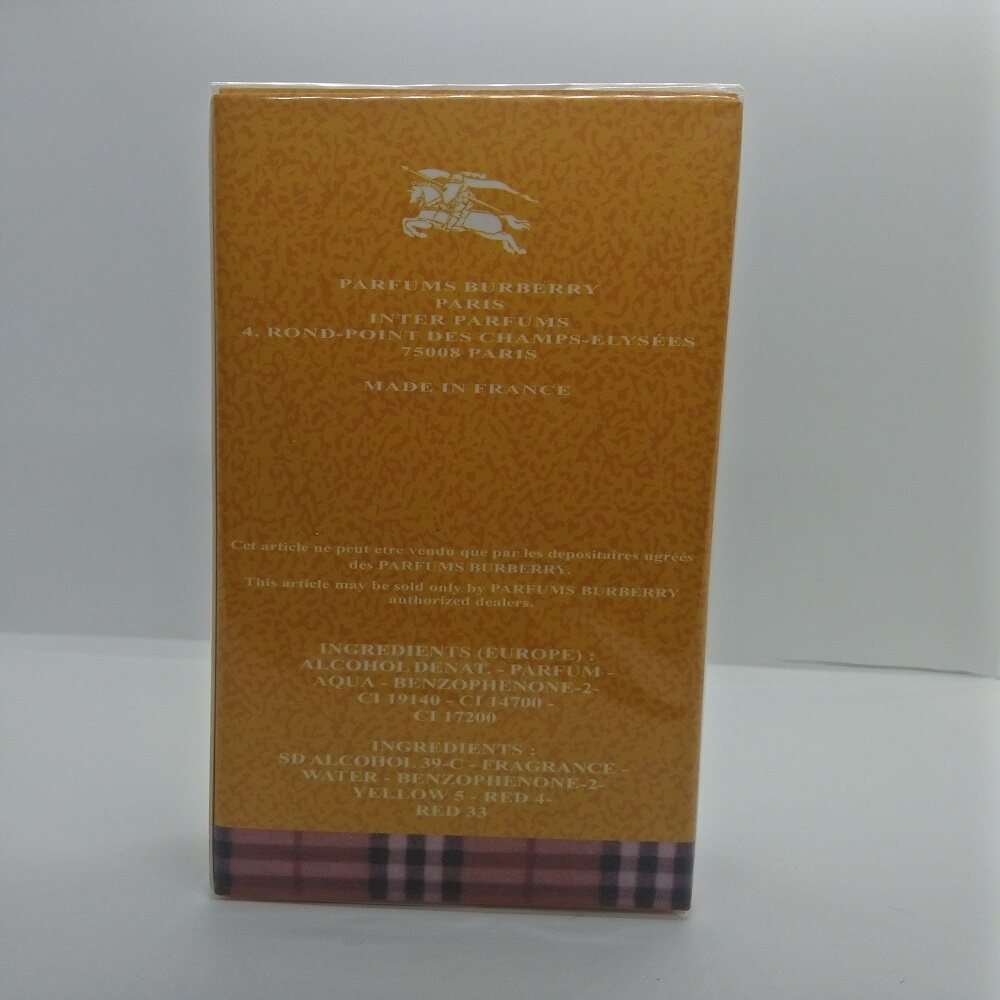 PARFUMS BURBERRY
PARIS
INTER PARFUMS
4, ROND-POINT DES CHAMPS-ELYSÉES
75008 PARIS
MADE IN FRANCE
Cet article ne peut etre vendu que par les depositaires agréés
des PARFUMS BURBERRY.
This article may be sold only by PARFUMS BURBERRY
authorized dealers.
INGREDIENTS (EUROPE) :
ALCOHOL DENAT. - PARFUM -
AQUA - BENZOPHENONE-2-
CI 19140 - CI 14700 -
CI 17200
INGREDIENTS :
SD ALCOHOL 39-C - FRAGRANCE -
WATER - BENZOPHENONE-2-
YELLOW 5 - RED 4-
RED 33